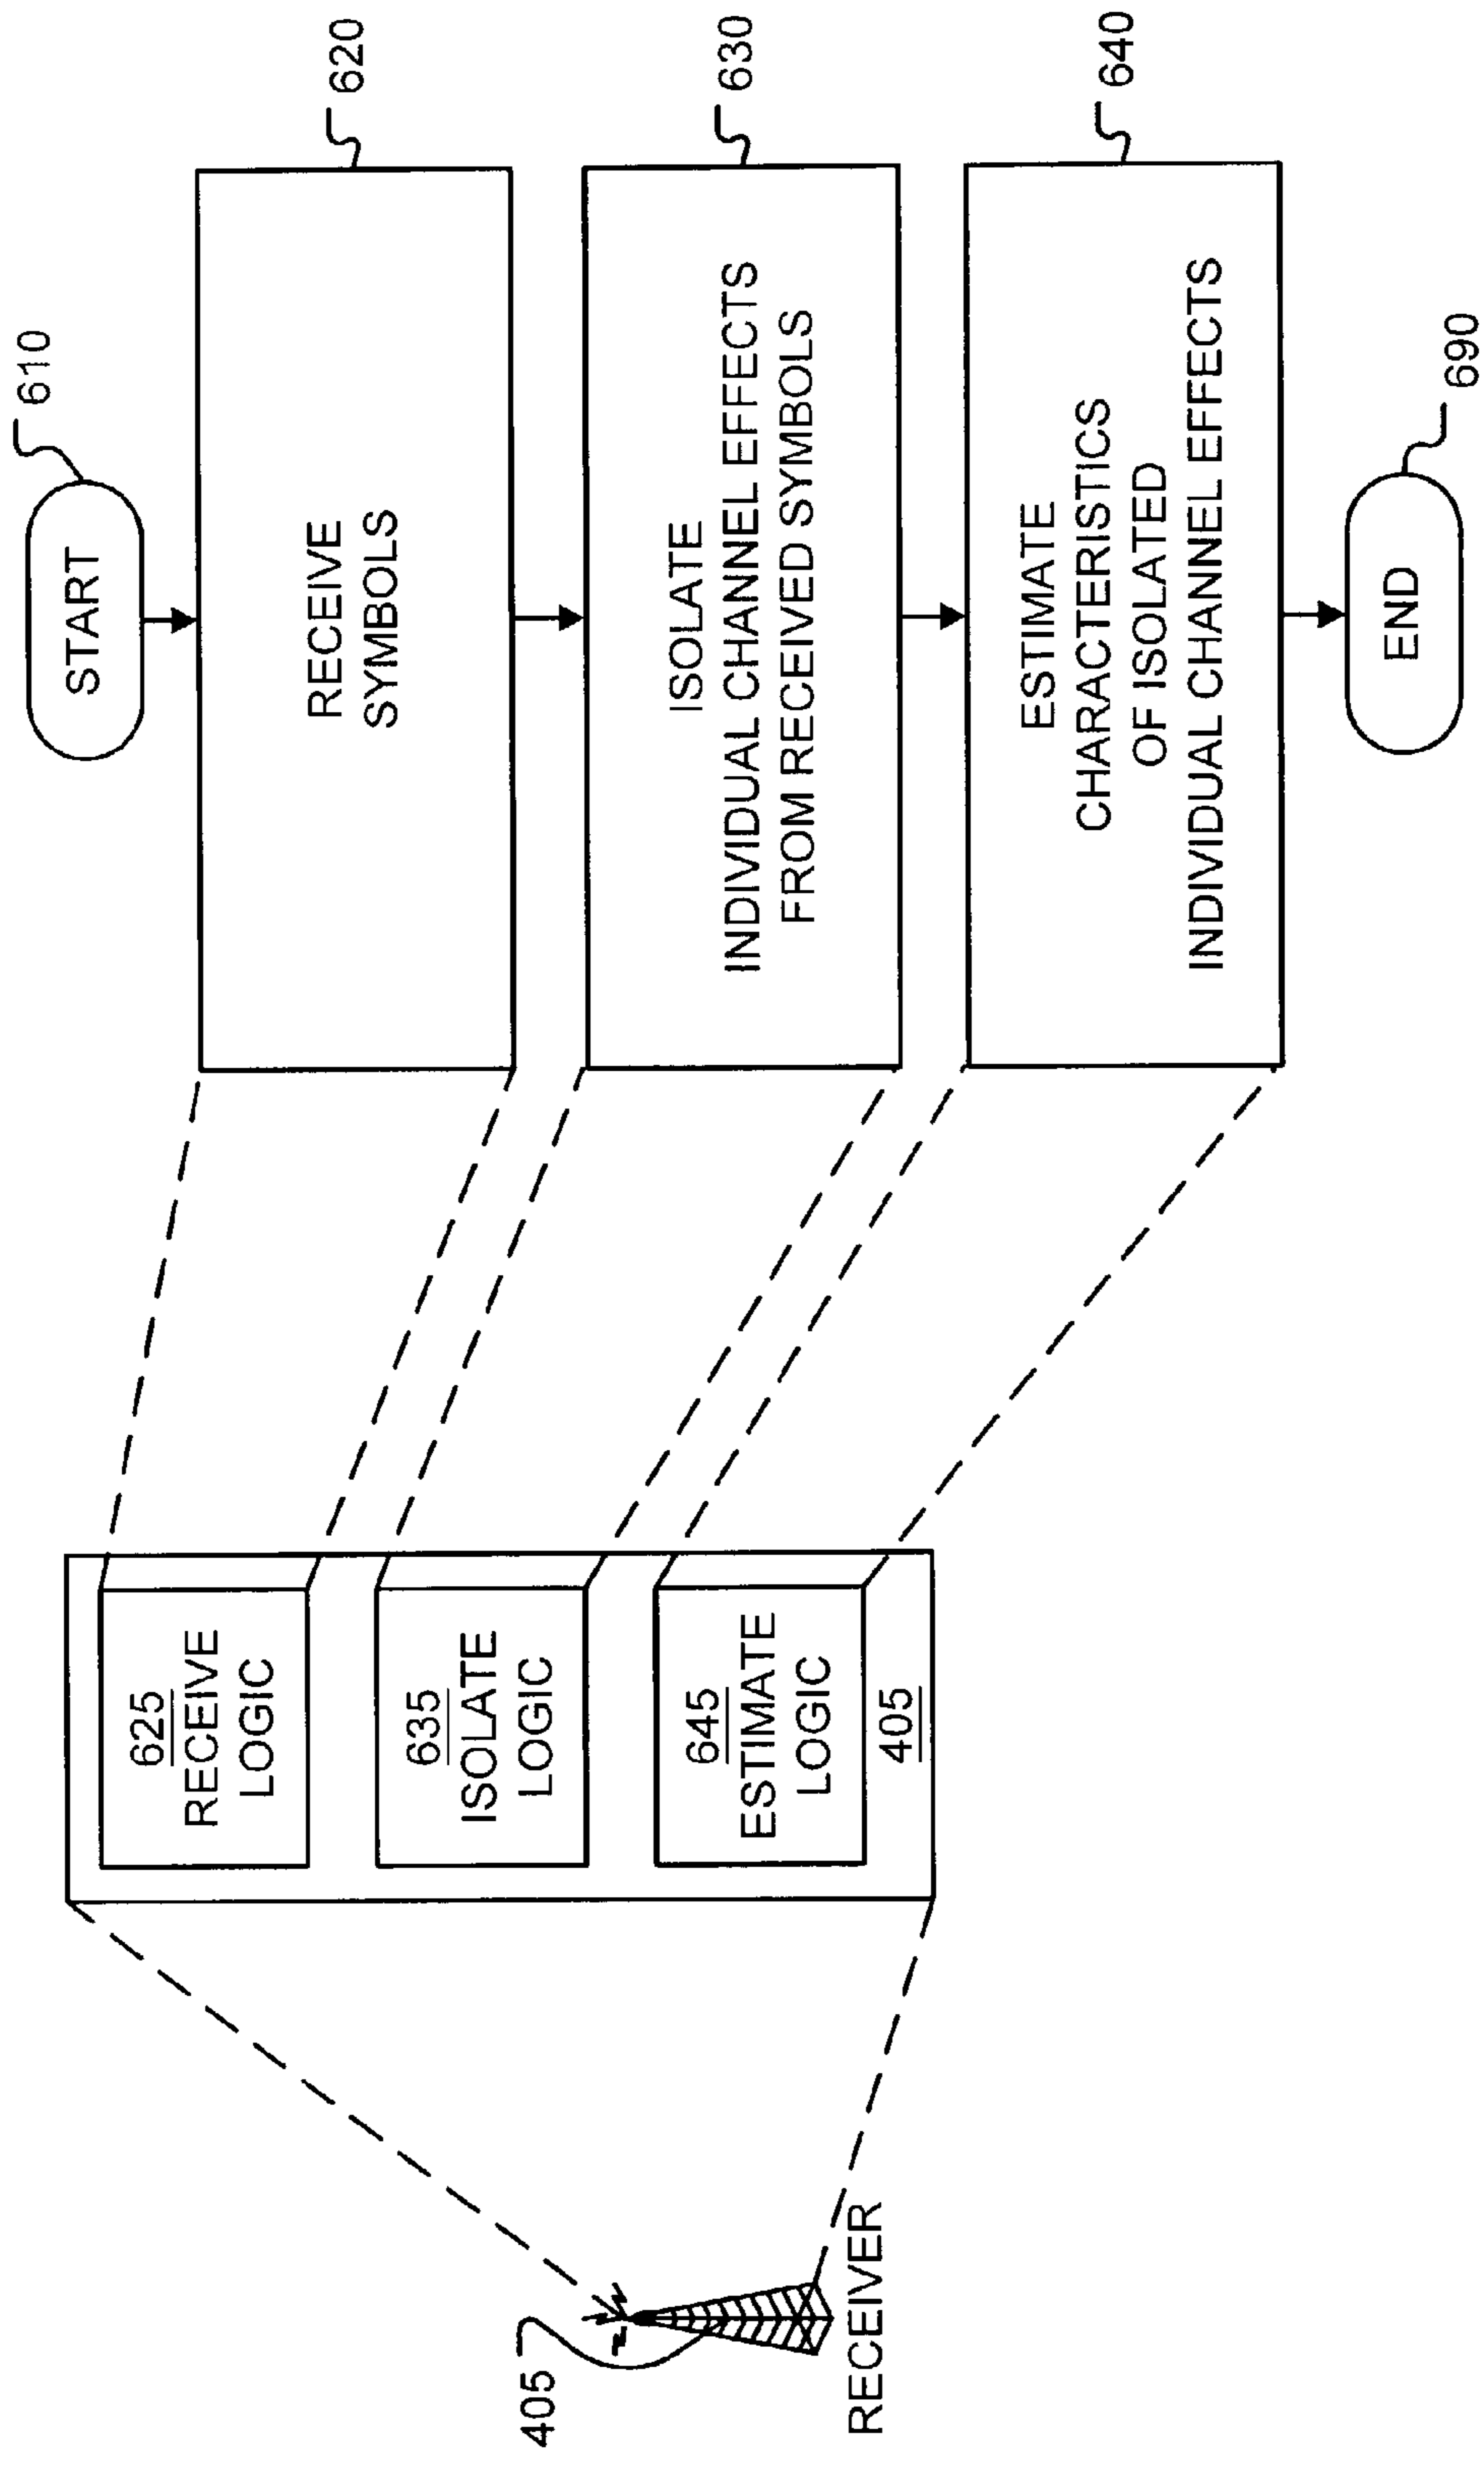 405
RECEIVER
625
RECEIVE
LOGIC
635
ISOLATE
LOGIC
645
ESTIMATE
LOGIC
405
START
610
RECEIVE
SYMBOLS
620
ISOLATE
INDIVIDUAL CHANNEL EFFECTS
FROM RECEIVED SYMBOLS
630
ESTIMATE
CHARACTERISTICS
OF ISOLATED
INDIVIDUAL CHANNEL EFFECTS
640
END
690